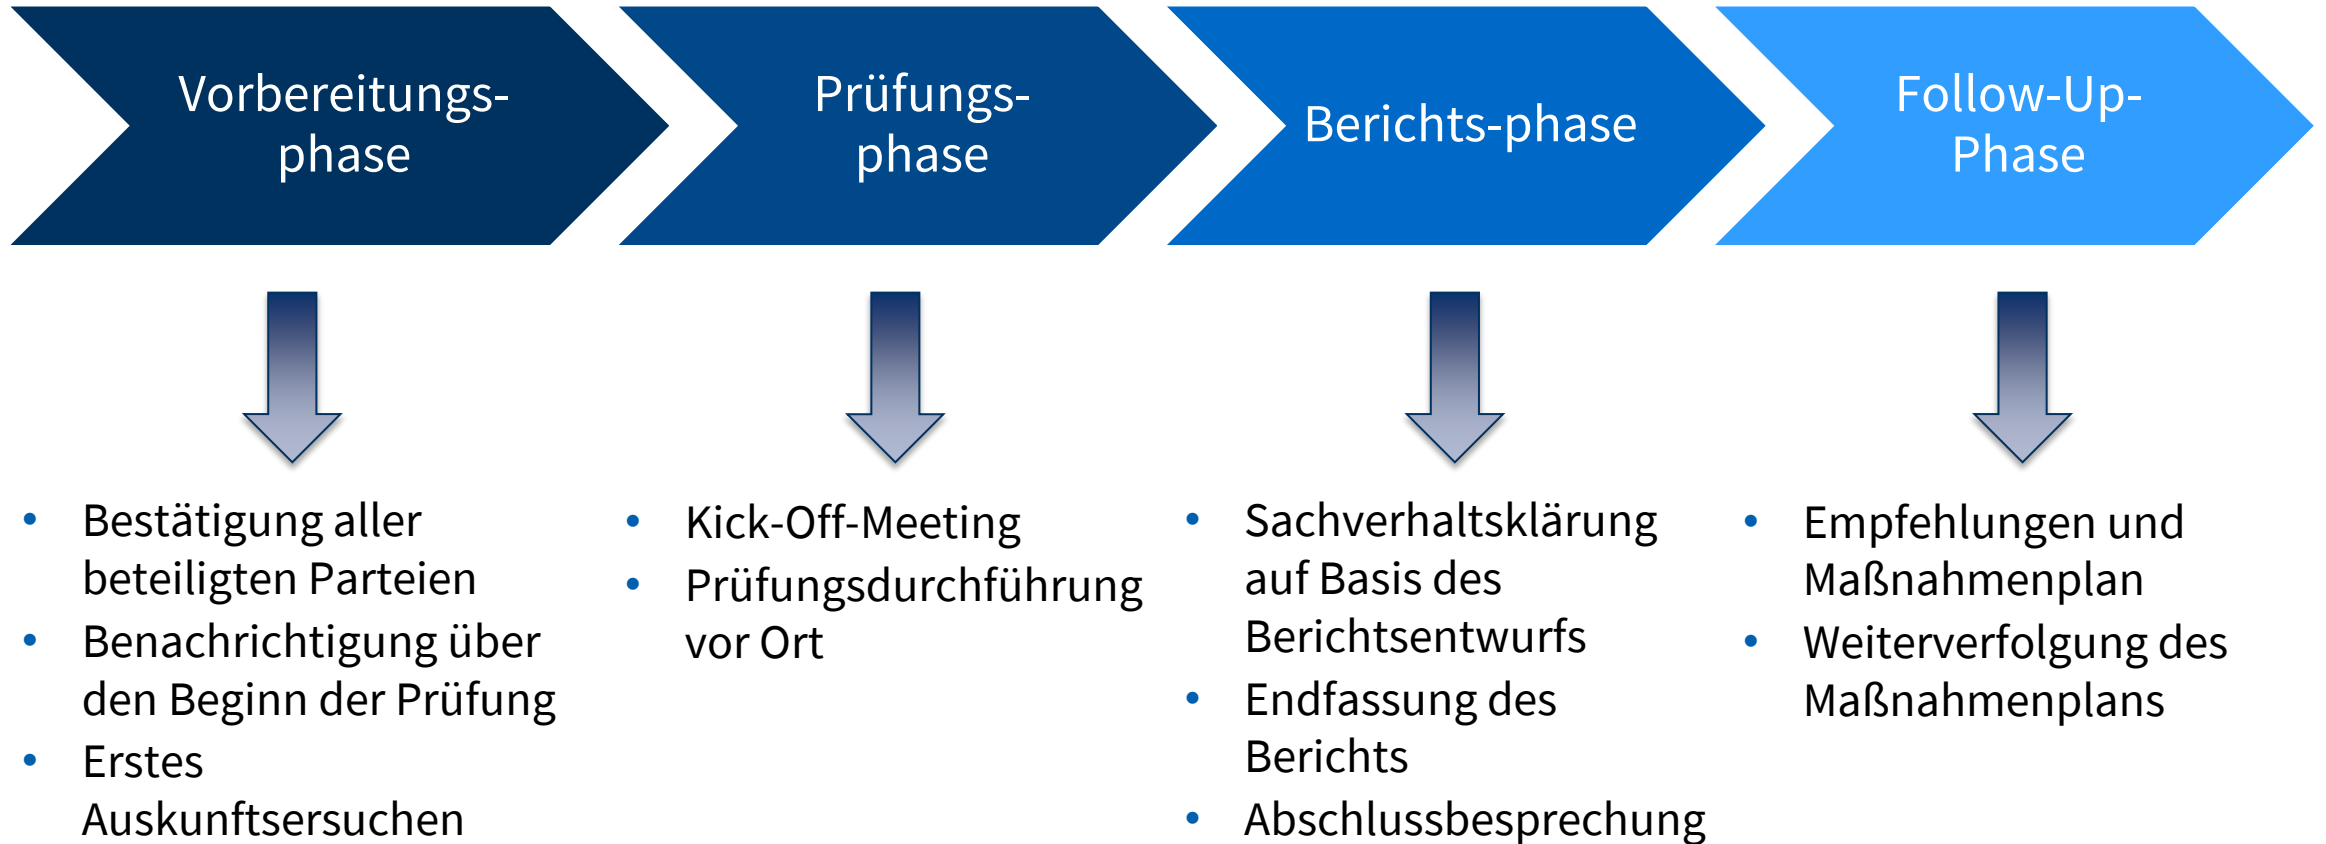 Vorbereitungs-
phase
Prüfungs-
phase
Berichts-phase
Follow-Up-
Phase
• Bestätigung aller
beteiligten Parteien
• Benachrichtigung über
den Beginn der Prüfung
• Erstes
Auskunftsersuchen
• Kick-Off-Meeting
• Prüfungsdurchführung
vor Ort
• Sachverhaltsklärung
auf Basis des
Berichtsentwurfs
• Endfassung des
Berichts
• Abschlussbesprechung
• Empfehlungen und
Maßnahmenplan
• Weiterverfolgung des
Maßnahmenplans